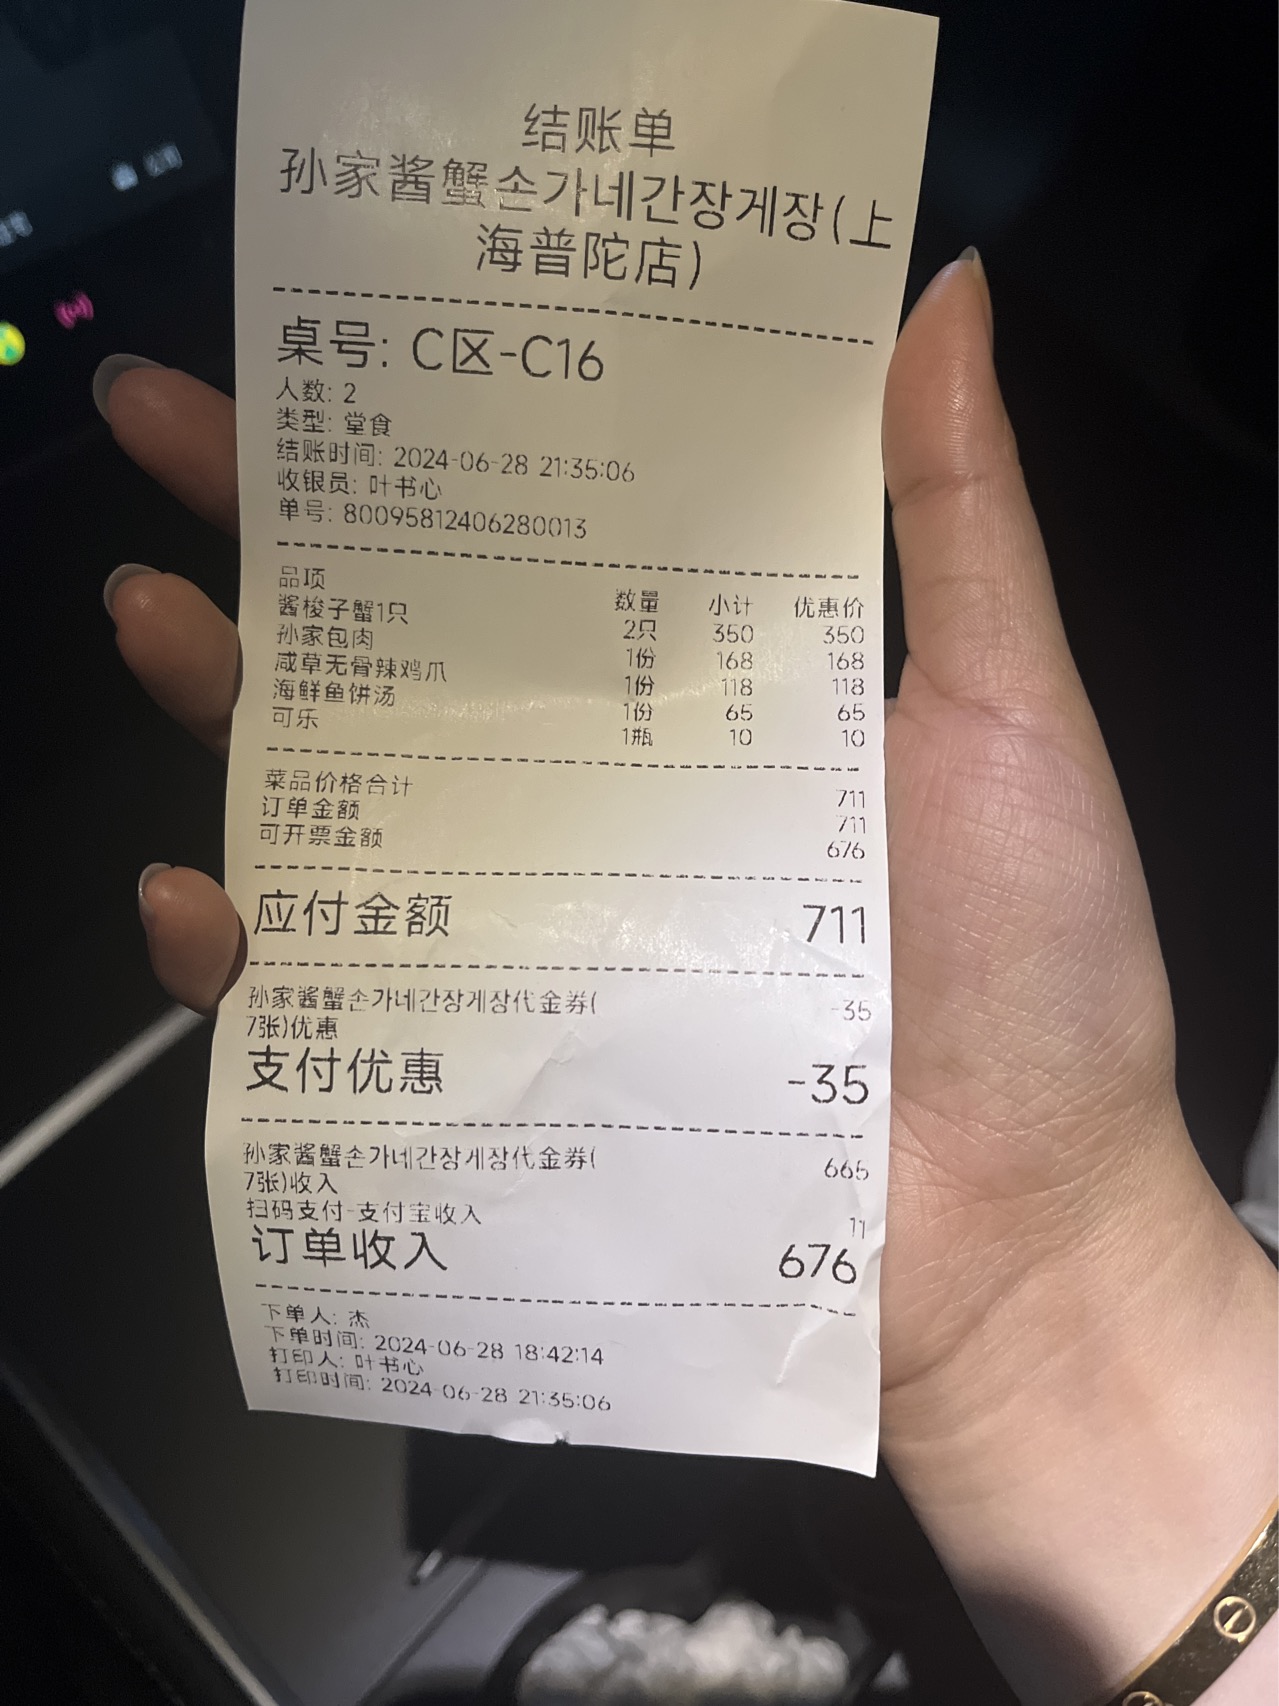 结账单
孙家酱蟹손가네간장게장(上
海普陀店)
桌号: C区-C16
人数: 2
类型: 堂食
结账时间: 2024-06-28 21:35:06
收银员: 叶书心
单号: 80095812406280013
品项 数量 小计 优惠价
酱梭子蟹1只 2只 350 350
孙家包肉 1份 168 168
咸草无骨辣鸡爪 1份 118 118
海鲜鱼饼汤 1份 65 65
可乐 1瓶 10 10
菜品价格合计 711
订单金额 711
可开票金额 676
应付金额 711
孙家酱蟹손가네간장게장代金券( -35
7张)优惠
支付优惠 -35
孙家酱蟹손가네간장게장代金券( 665
7张)收入
扫码支付-支付宝收入 11
订单收入 676
下单人: 杰
下单时间: 2024-06-28 18:42:14
打印人: 叶书心
打印时间: 2024-06-28 21:35:06